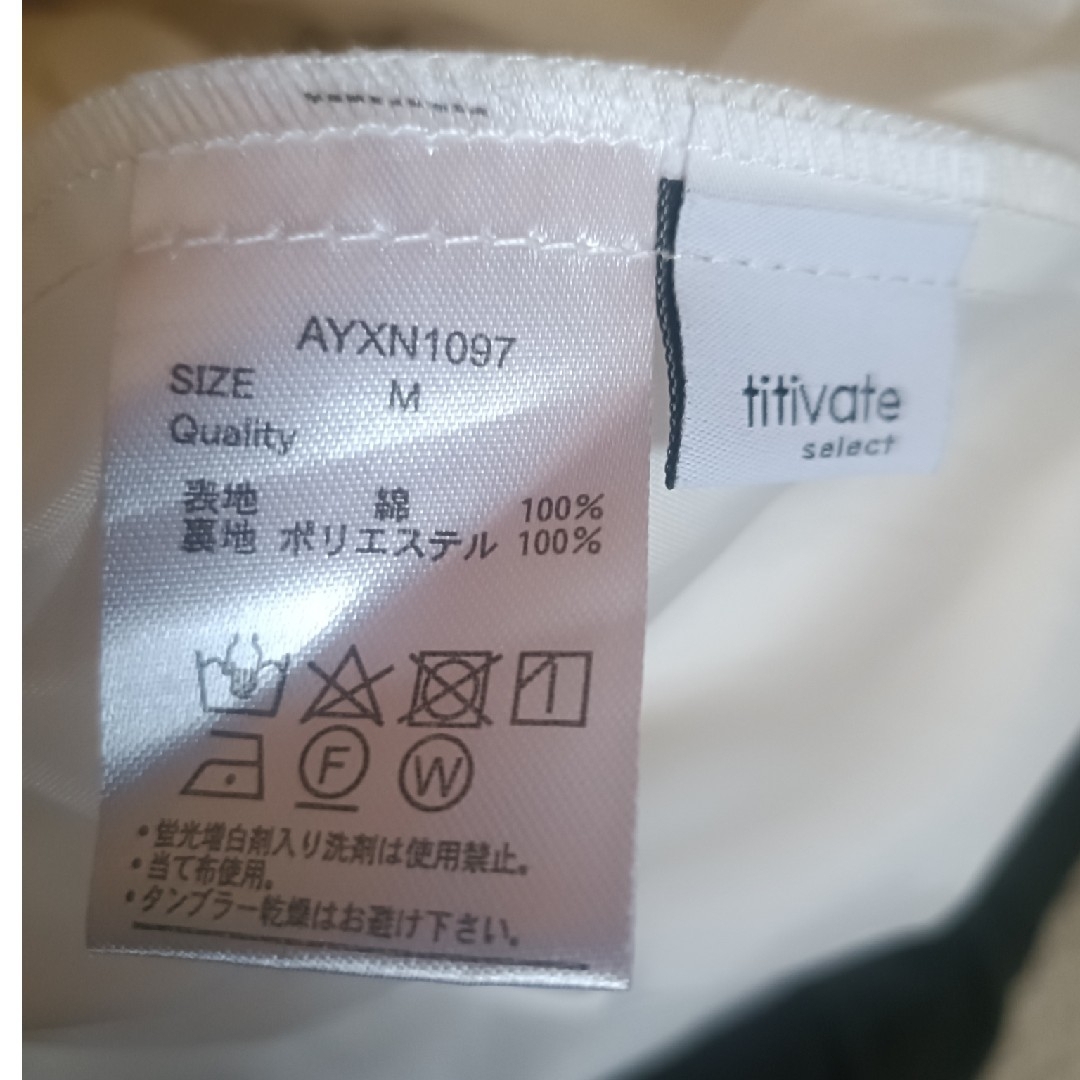 AYXN1097
SIZE M
Quality
表地 綿 100%
裏地 ポリエステル 100%
F W
・蛍光増白剤入り洗剤は使用禁止。
・当て布使用。
・タンブラー乾燥はお避け下さい。
titivate
select